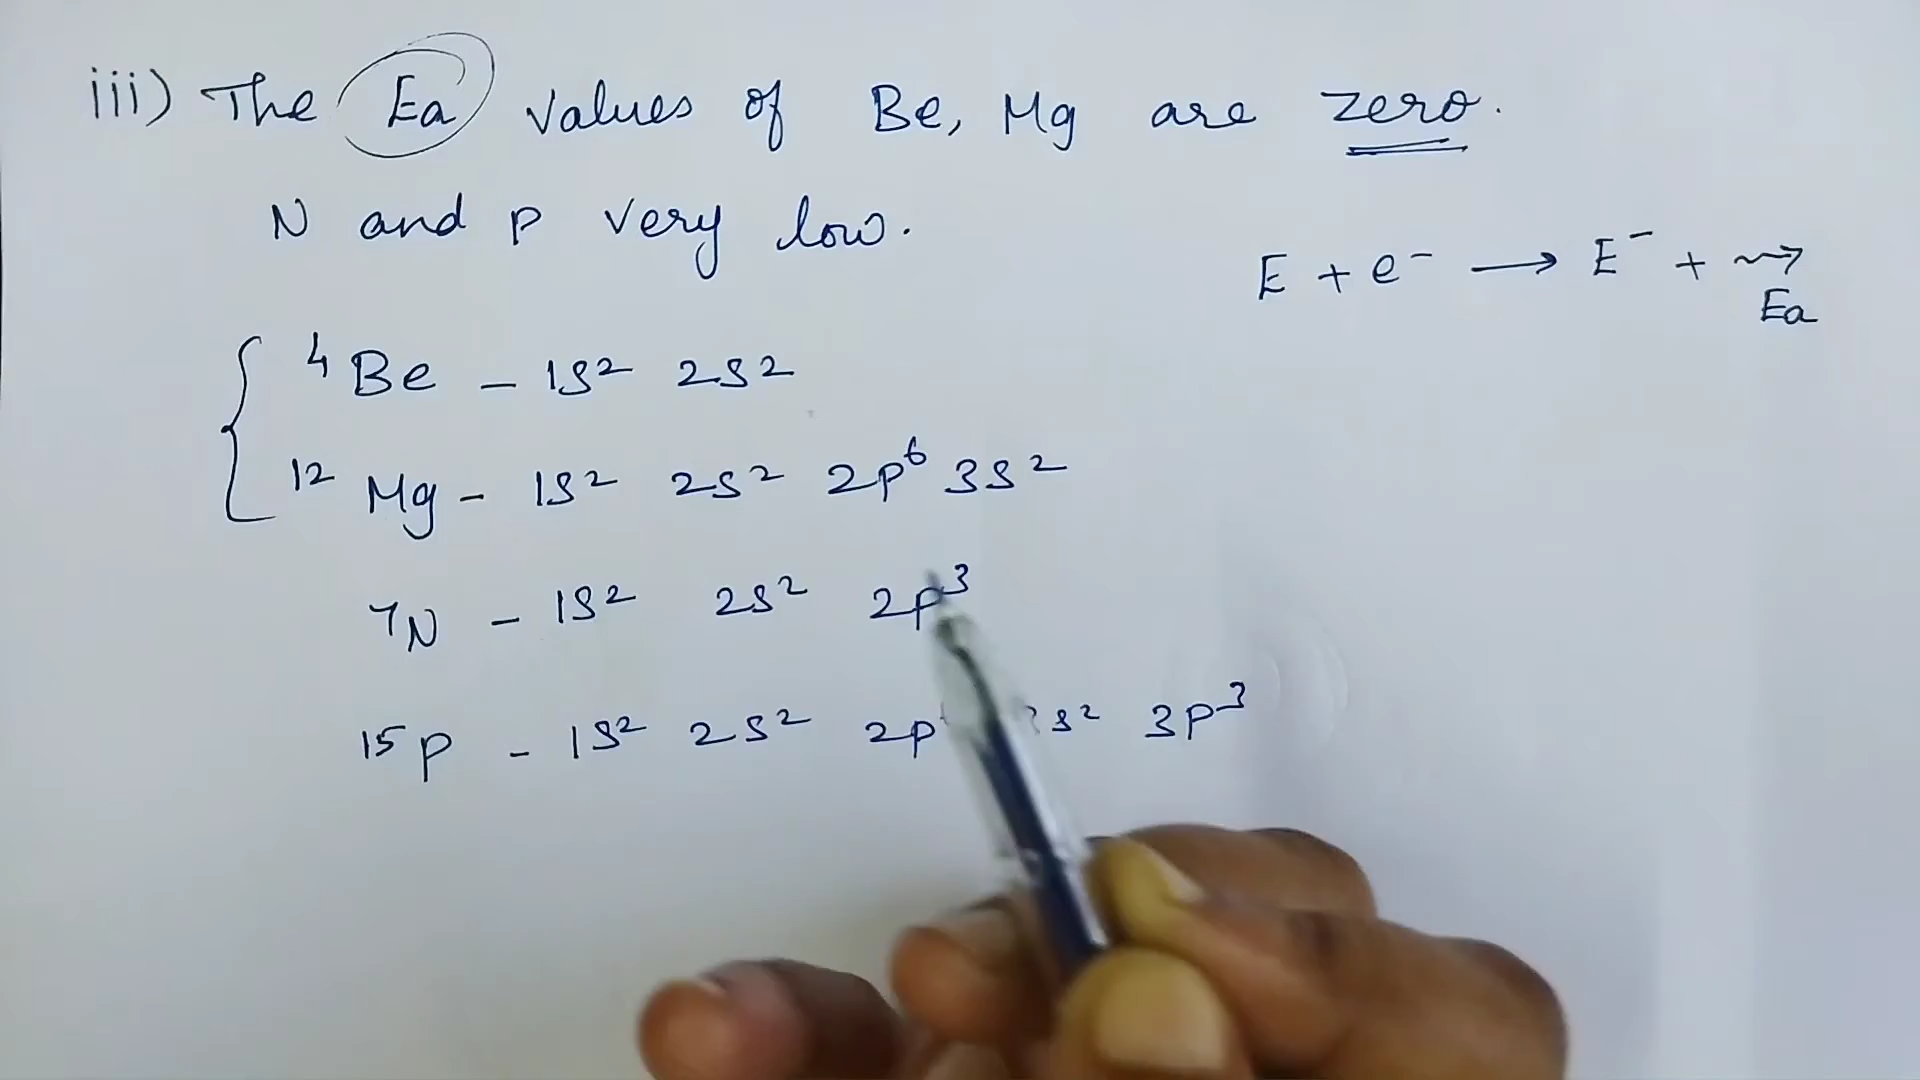 iii) The Ea values of Be, Mg are zero.
N and P very low.
E + e⁻ → E⁻ + ⇝ Ea
⁴Be - 1s² 2s²
¹²Mg - 1s² 2s² 2p⁶ 3s²
⁷N - 1s² 2s² 2p³
¹⁵P - 1s² 2s² 2p s² 3p³